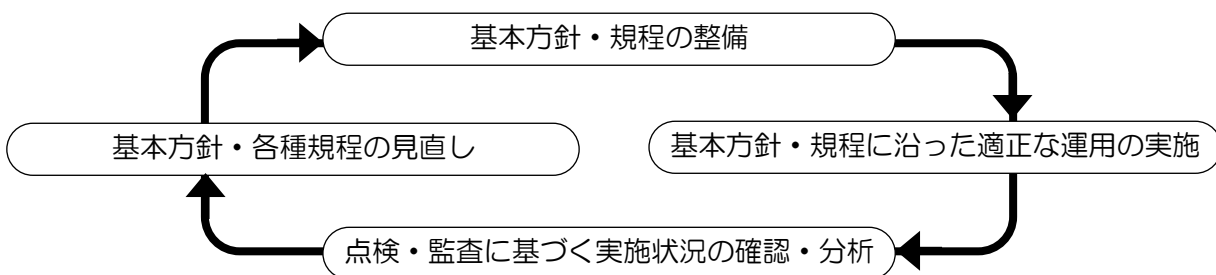 基本方針・規程の整備
基本方針・各種規程の見直し
基本方針・規程に沿った適正な運用の実施
点検・監査に基づく実施状況の確認・分析